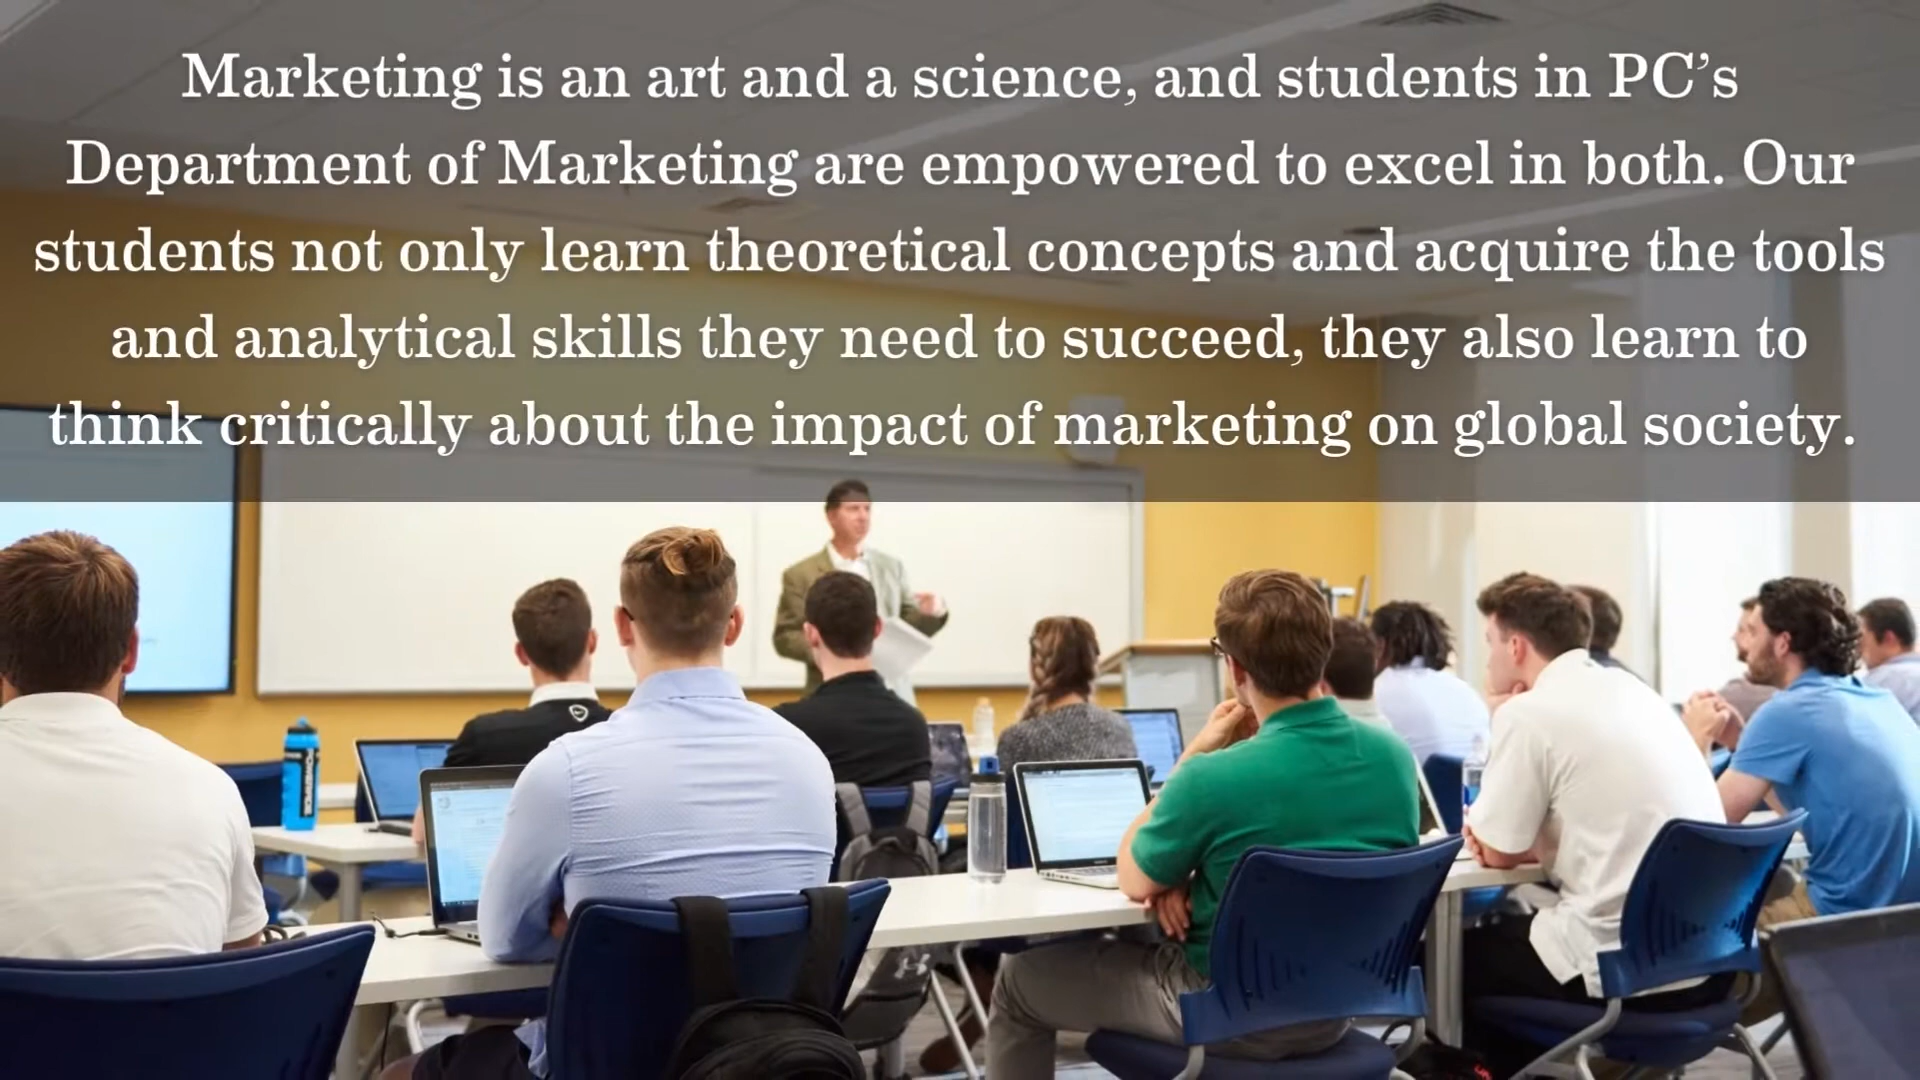 Marketing is an art and a science, and students in PC’s
Department of Marketing are empowered to excel in both. Our
students not only learn theoretical concepts and acquire the tools
and analytical skills they need to succeed, they also learn to
think critically about the impact of marketing on global society.
POWERADE